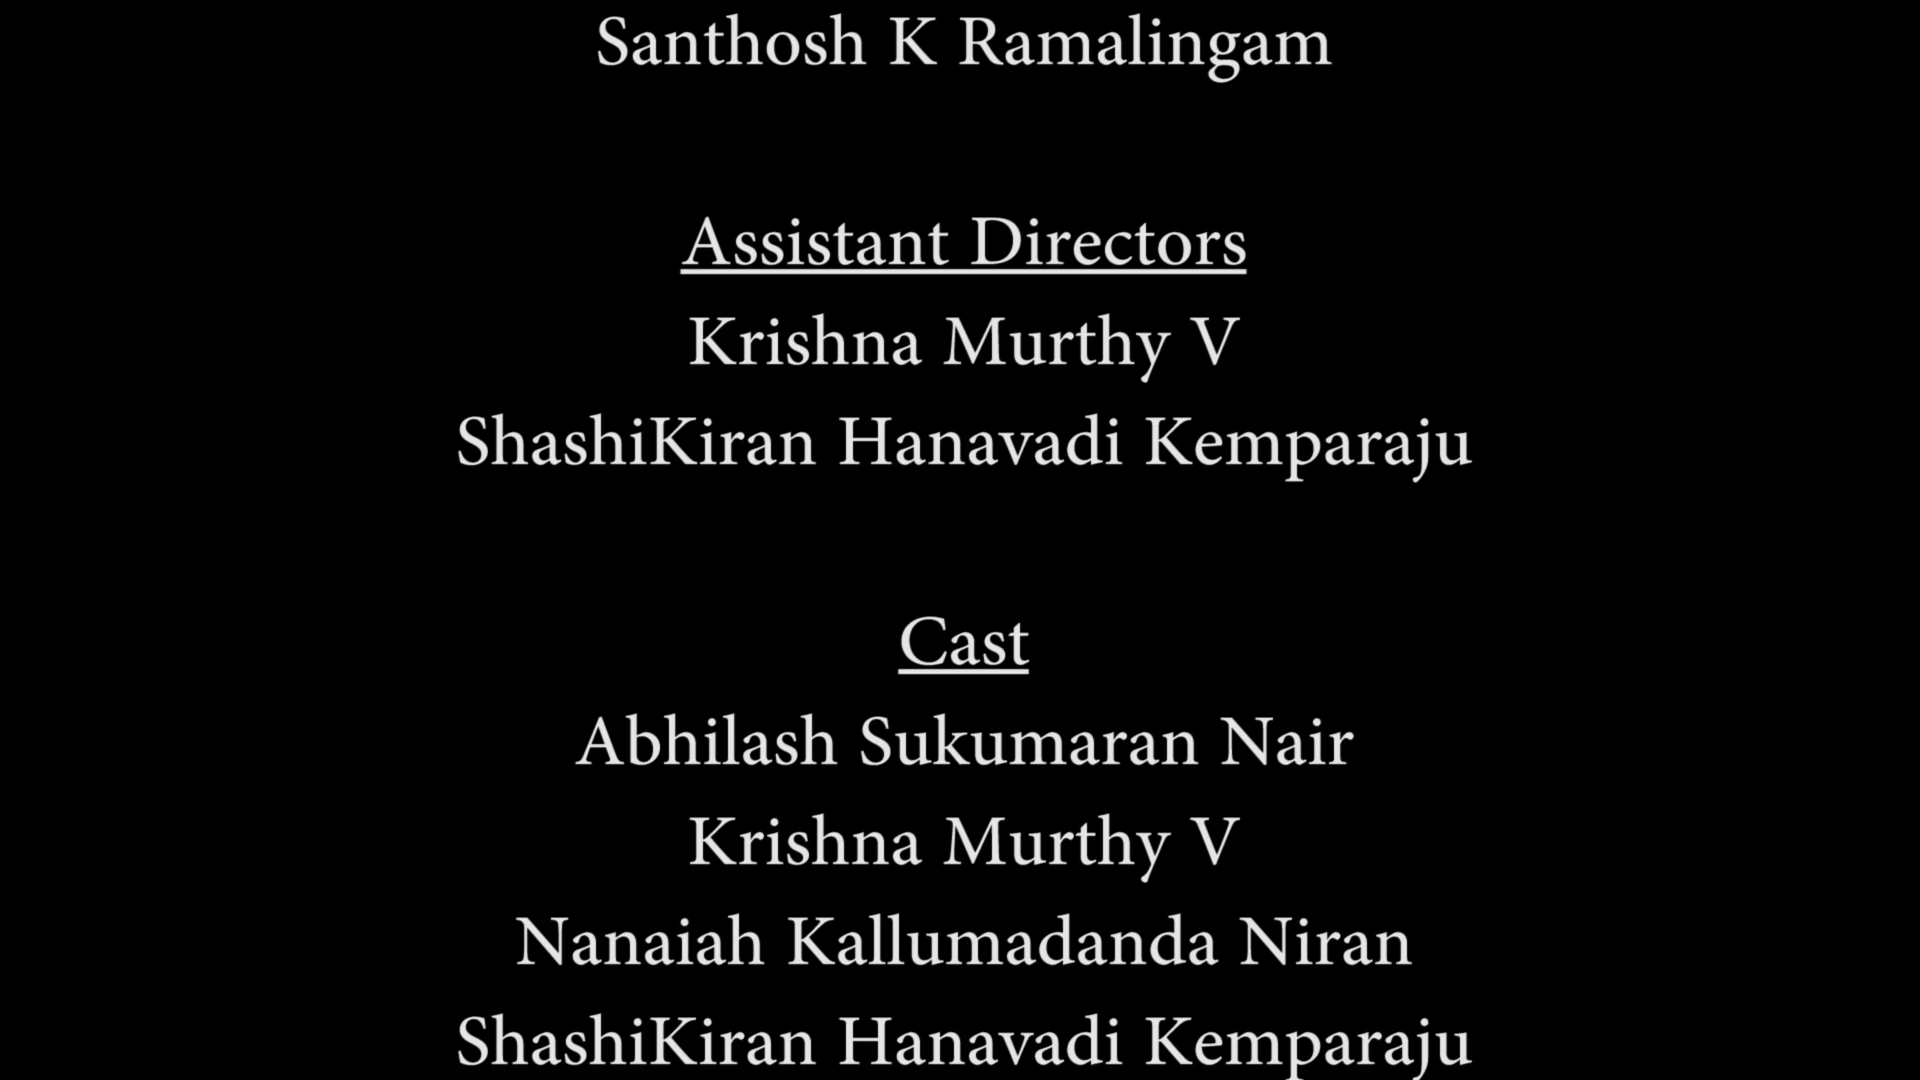 Santhosh K Ramalingam
Assistant Directors
Krishna Murthy V
ShashiKiran Hanavadi Kemparaju
Cast
Abhilash Sukumaran Nair
Krishna Murthy V
Nanaiah Kallumadanda Niran
ShashiKiran Hanavadi Kemparaju